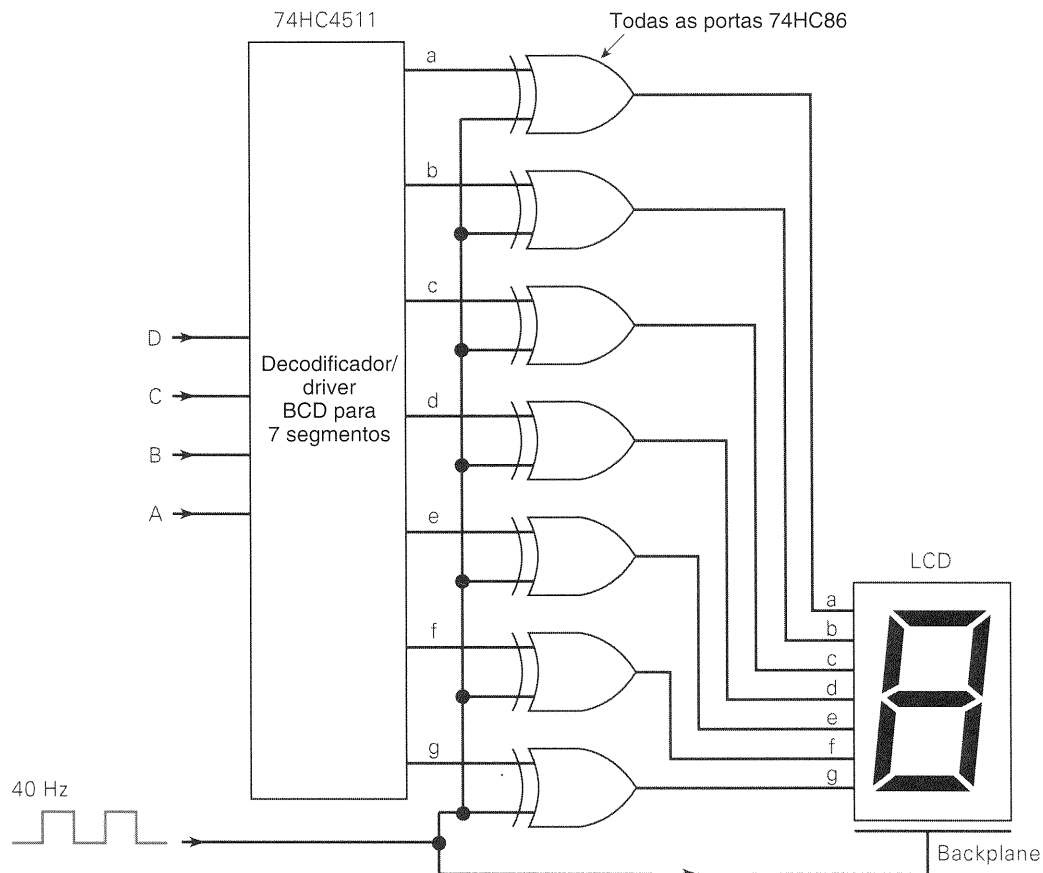 74HC4511
Todas as portas 74HC86
a
b
c
d
e
f
g
D
C
B
A
Decodificador/
driver
BCD para
7 segmentos
LCD
a
b
c
d
e
f
g
40 Hz
Backplane